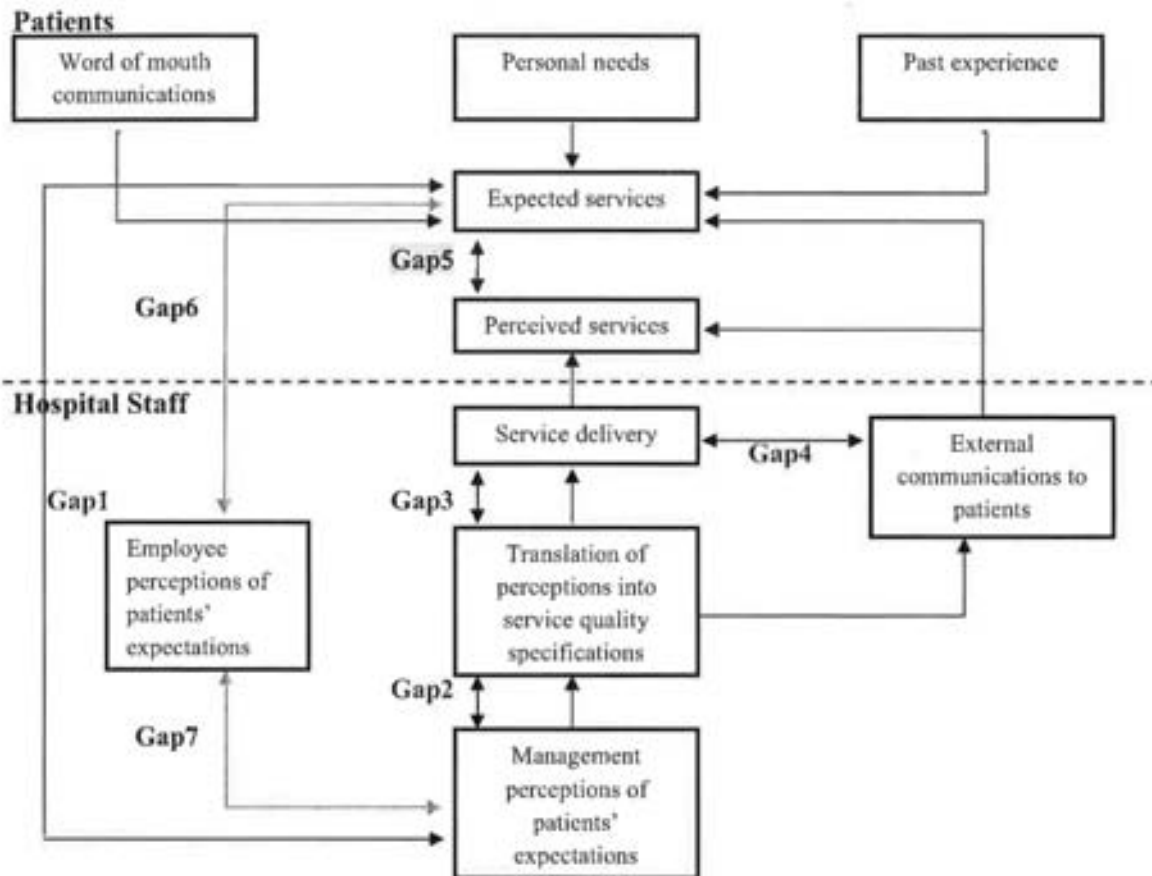 Patients
Word of mouth
communications
Personal needs
Past experience
Expected services
Gap5
Gap6
Perceived services
Hospital Staff
Service delivery
Gap4
External
communications to
patients
Gap1
Gap3
Employee
perceptions of
patients'
expectations
Translation of
perceptions into
service quality
specifications
Gap2
Gap7
Management
perceptions of
patients'
expectations